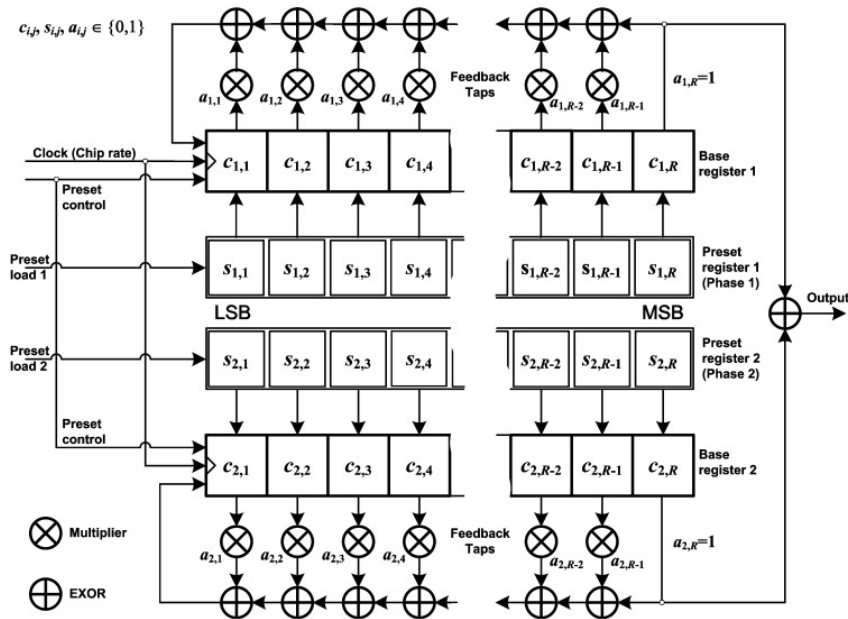 c_{i,j}, s_{i,j}, a_{i,j} ∈ {0,1}
a_{1,1} a_{1,2} a_{1,3} a_{1,4} Feedback Taps a_{1,R-2} a_{1,R-1} a_{1,R}=1
Clock (Chip rate)
c_{1,1} c_{1,2} c_{1,3} c_{1,4} c_{1,R-2} c_{1,R-1} c_{1,R}
Base
register 1
Preset
control
Preset
load 1
s_{1,1} s_{1,2} s_{1,3} s_{1,4} s_{1,R-2} s_{1,R-1} s_{1,R}
Preset
register 1
(Phase 1)
LSB MSB
Output
Preset
load 2
s_{2,1} s_{2,2} s_{2,3} s_{2,4} s_{2,R-2} s_{2,R-1} s_{2,R}
Preset
register 2
(Phase 2)
Preset
control
c_{2,1} c_{2,2} c_{2,3} c_{2,4} c_{2,R-2} c_{2,R-1} c_{2,R}
Base
register 2
Multiplier
a_{2,1} a_{2,2} a_{2,3} a_{2,4} Feedback Taps a_{2,R-2} a_{2,R-1} a_{2,R}=1
EXOR